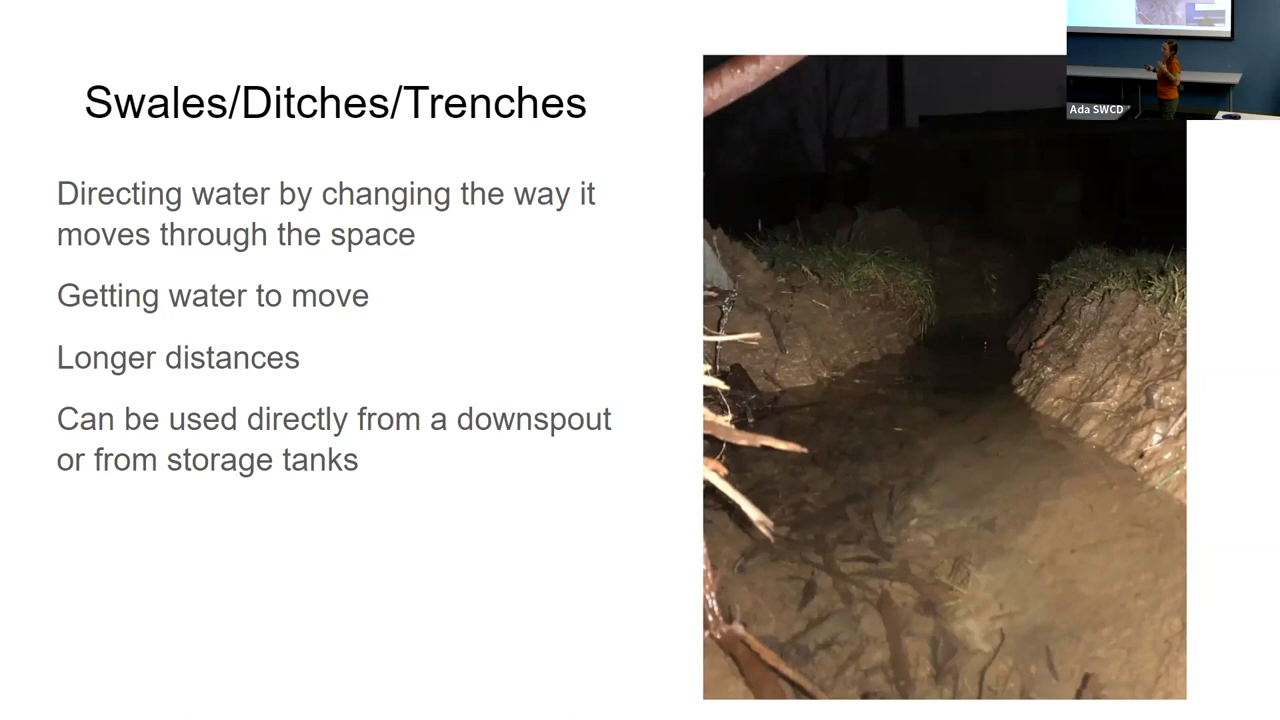 Swales/Ditches/Trenches
Directing water by changing the way it
moves through the space
Getting water to move
Longer distances
Can be used directly from a downspout
or from storage tanks
Ada SWCD